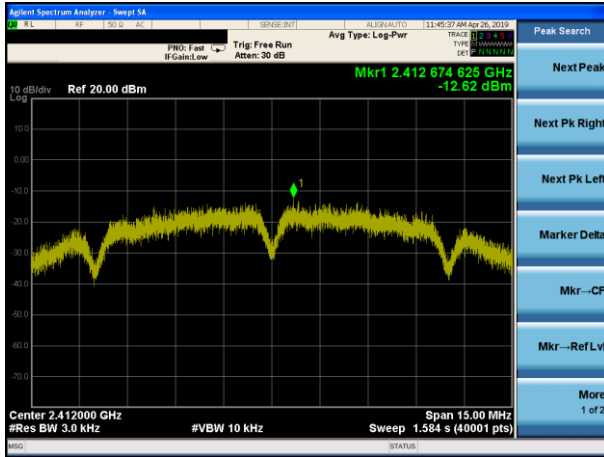 Agilent Spectrum Analyzer - Swept SA
RL RF 50 Ω AC SENSE:INT ALIGNAUTO 11:45:37 AM Apr 26, 2019
PNO: Fast Trig: Free Run Avg Type: Log-Pwr TRACE 1 2 3 4 5 6
IFGain:Low Atten: 30 dB TYPE M
DET P N N N N N
Mkr1 2.412 674 625 GHz
10 dB/div Ref 20.00 dBm -12.62 dBm
Log
10.0
0.00
-10.0
-20.0
-30.0
-40.0
-50.0
-60.0
-70.0
1
Center 2.412000 GHz Span 15.00 MHz
#Res BW 3.0 kHz #VBW 10 kHz Sweep 1.584 s (40001 pts)
MSG STATUS
Peak Search
Next Peak
Next Pk Right
Next Pk Left
Marker Delta
Mkr→CF
Mkr→Ref Lvl
More
1 of 2